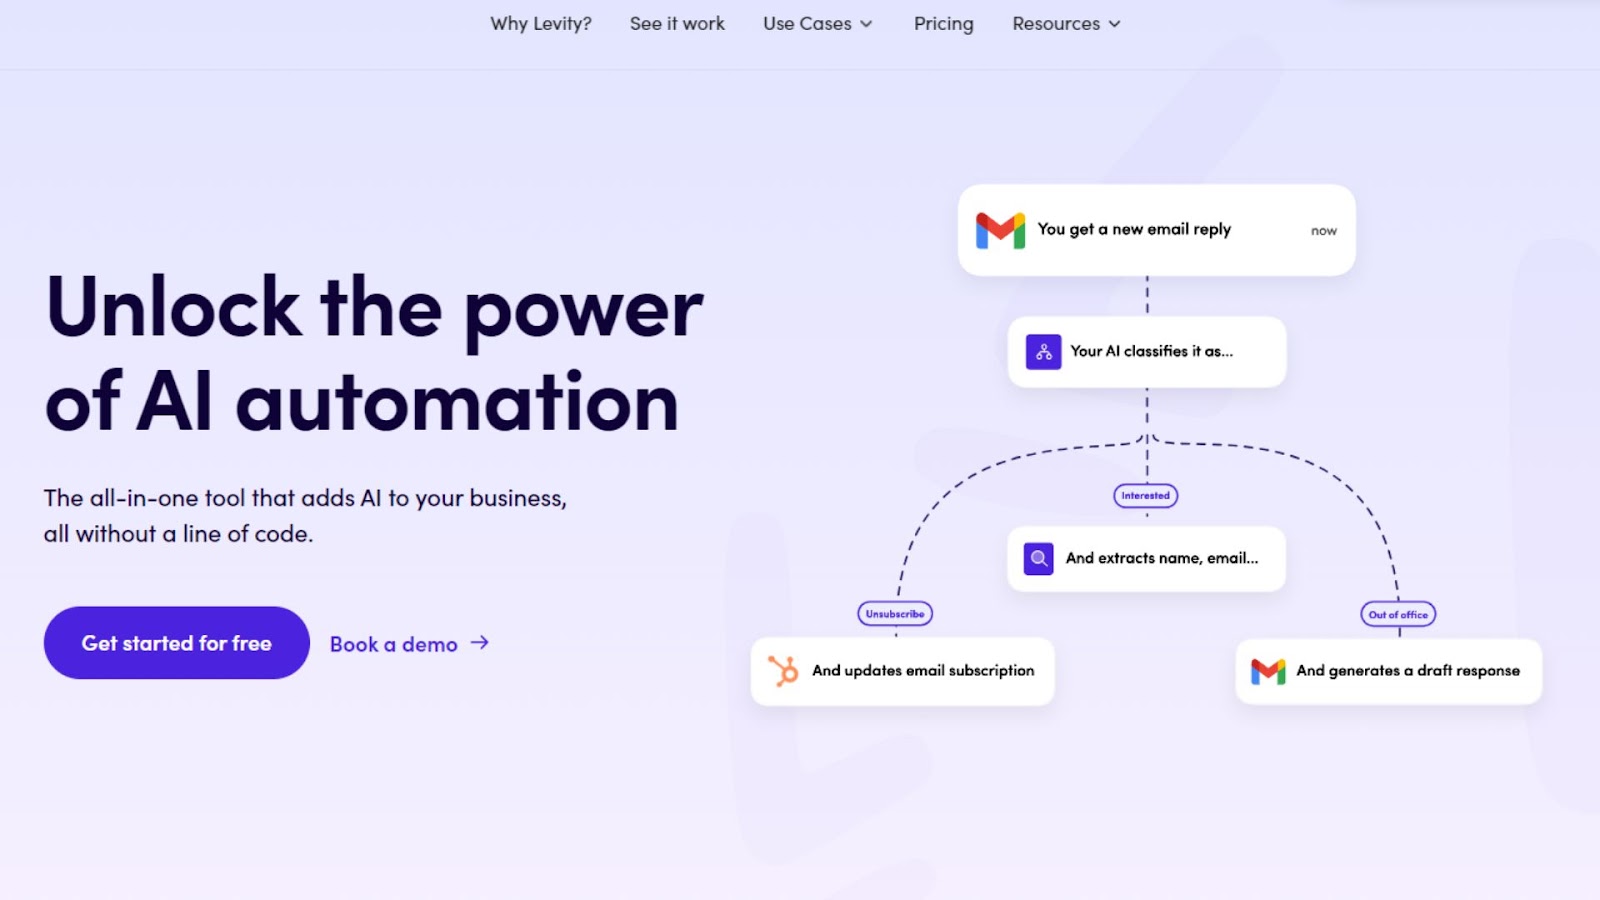 Why Levity?
See it work
Use Cases
Pricing
Resources
Unlock the power
of AI automation
The all-in-one tool that adds AI to your business,
all without a line of code.
Get started for free
Book a demo →
You get a new email reply
now
Your AI classifies it as...
Interested
And extracts name, email...
Unsubscribe
And updates email subscription
Out of office
And generates a draft response